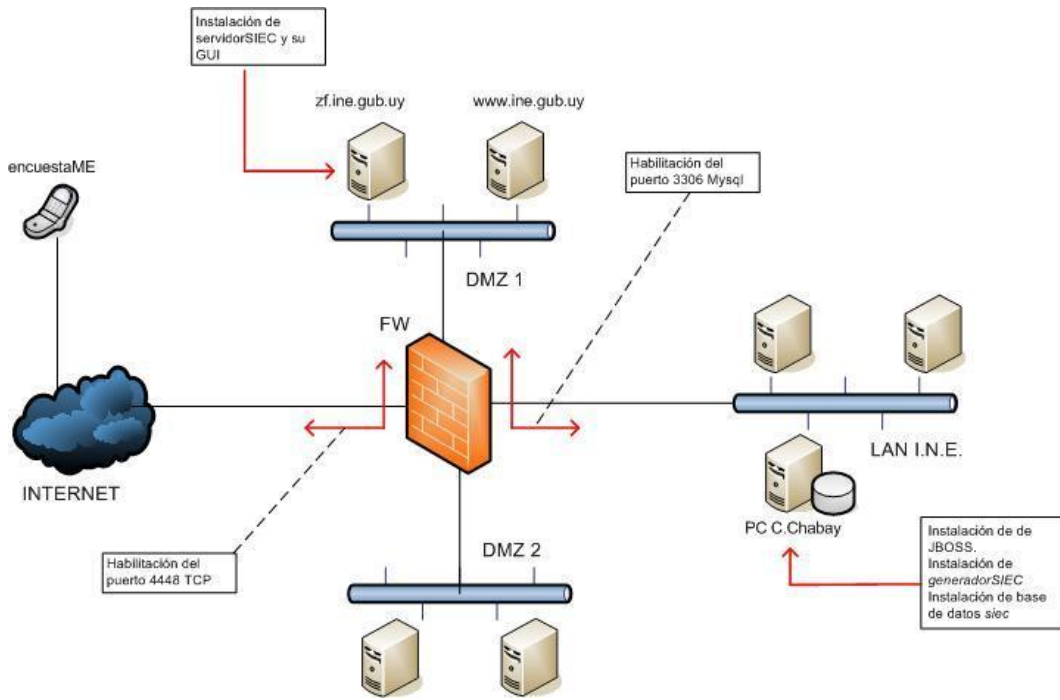 Instalación de
servidorSIEC y su
GUI
zf.ine.gub.uy
www.ine.gub.uy
Habilitación del
puerto 3306 Mysql
encuestaME
DMZ 1
FW
INTERNET
LAN I.N.E.
PC C.Chabay
Habilitación del
puerto 4448 TCP
DMZ 2
Instalación de de
JBOSS.
Instalación de
generadorSIEC
Instalación de base
de datos siec